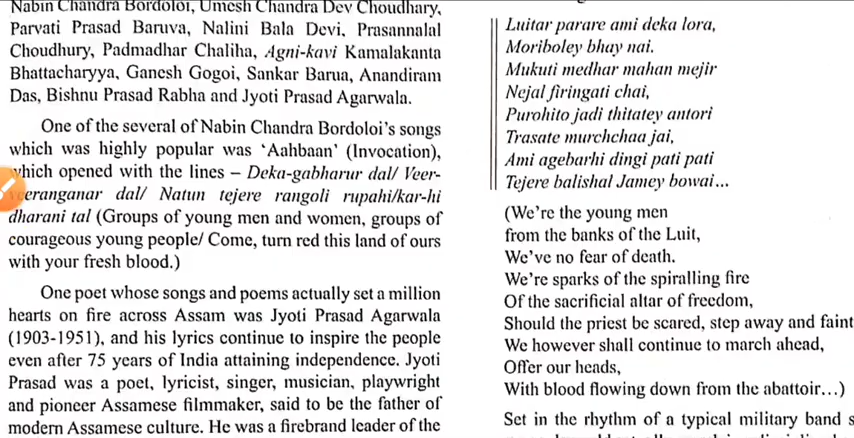 Nabin Chandra Bordoloi, Umesh Chandra Dev Choudhary,
Parvati Prasad Baruva, Nalini Bala Devi, Prasannalal
Choudhury, Padmadhar Chaliha, Agni-kavi Kamalakanta
Bhattacharyya, Ganesh Gogoi, Sankar Barua, Anandiram
Das, Bishnu Prasad Rabha and Jyoti Prasad Agarwala.
One of the several of Nabin Chandra Bordoloi's songs
which was highly popular was 'Aahbaan' (Invocation),
which opened with the lines – Deka-gabharur dal/ Veer-
veeranganar dal/ Natun tejere rangoli rupahi/kar-hi
dharani tal (Groups of young men and women, groups of
courageous young people/ Come, turn red this land of ours
with your fresh blood.)
One poet whose songs and poems actually set a million
hearts on fire across Assam was Jyoti Prasad Agarwala
(1903-1951), and his lyrics continue to inspire the people
even after 75 years of India attaining independence. Jyoti
Prasad was a poet, lyricist, singer, musician, playwright
and pioneer Assamese filmmaker, said to be the father of
modern Assamese culture. He was a firebrand leader of the
Luitar parare ami deka lora,
Moriboley bhay nai.
Mukuti medhar mahan mejir
Nejal firingati chai,
Purohito jadi thitatey antori
Trasate murchchaa jai,
Ami agebarhi dingi pati pati
Tejere balishal Jamey bowai...
(We're the young men
from the banks of the Luit,
We've no fear of death.
We're sparks of the spiralling fire
Of the sacrificial altar of freedom,
Should the priest be scared, step away and faint
We however shall continue to march ahead,
Offer our heads,
With blood flowing down from the abattoir...)
Set in the rhythm of a typical military band s